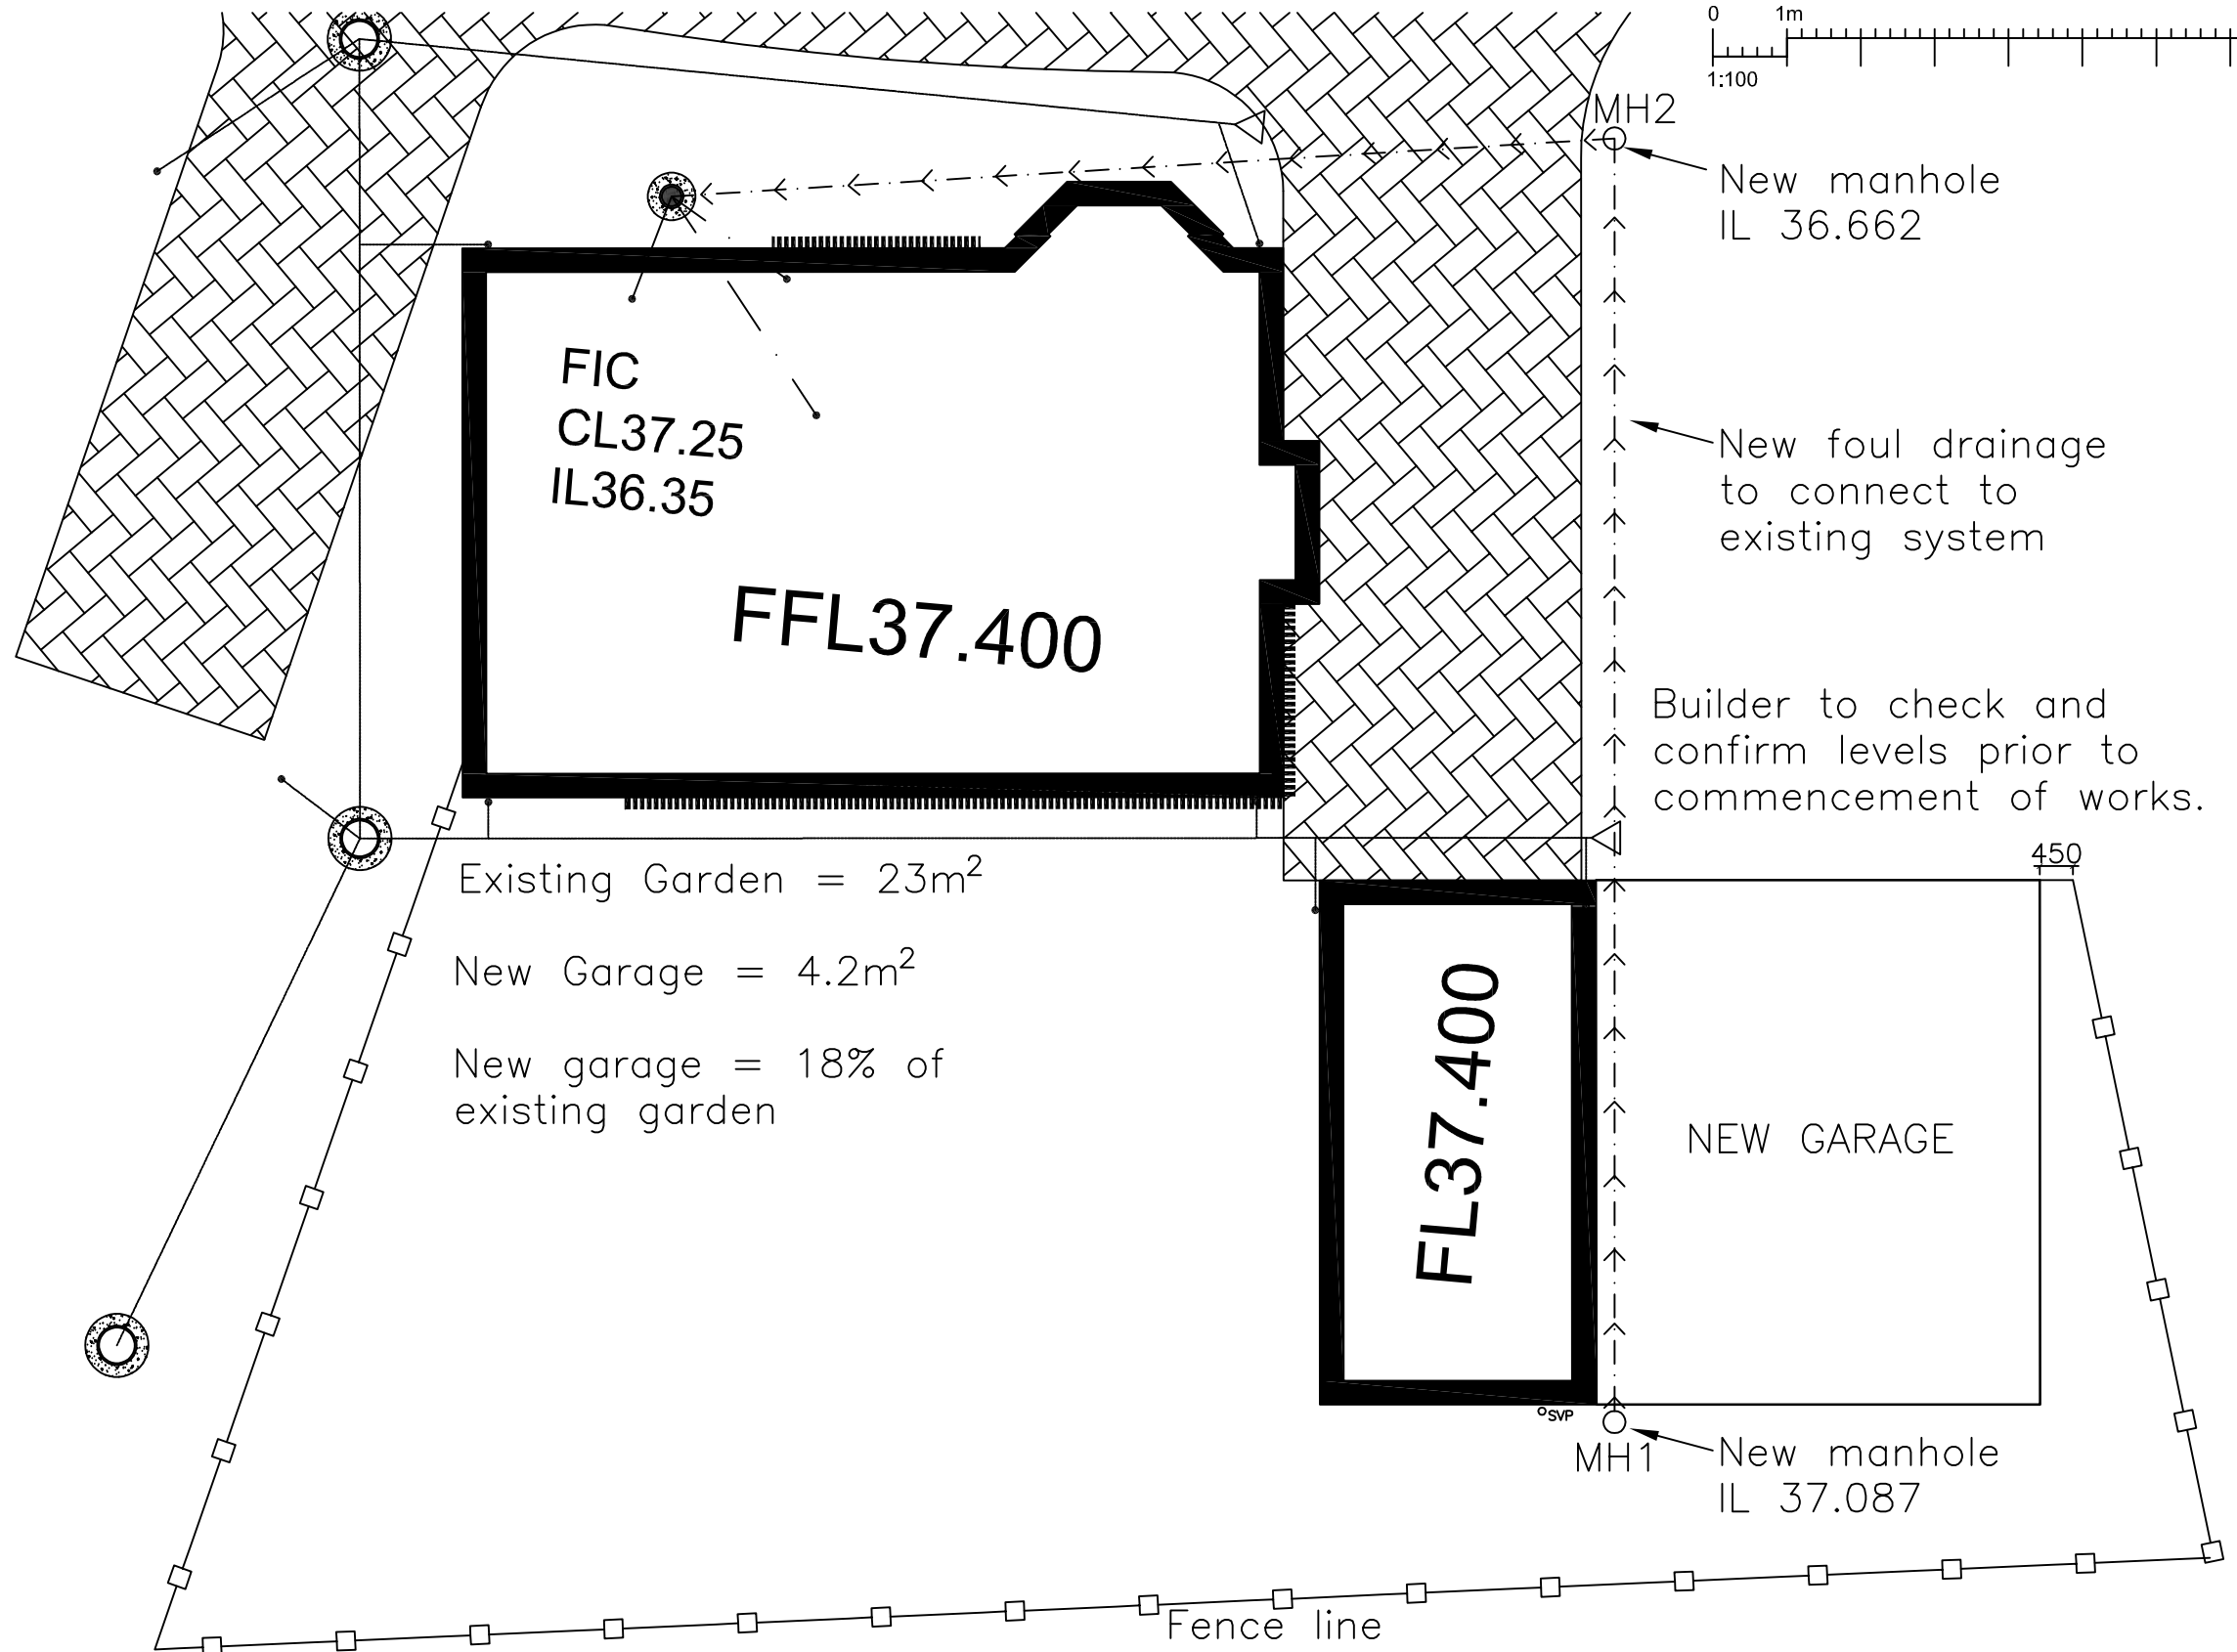 0 1m
1:100
MH2
New manhole
IL 36.662
FIC
CL37.25
IL36.35
New foul drainage
to connect to
existing system
FFL37.400
Builder to check and
confirm levels prior to
commencement of works.
450
Existing Garden = 23m²
New Garage = 4.2m²
New garage = 18% of
existing garden
FL37.400
NEW GARAGE
SVP
MH1
New manhole
IL 37.087
Fence line